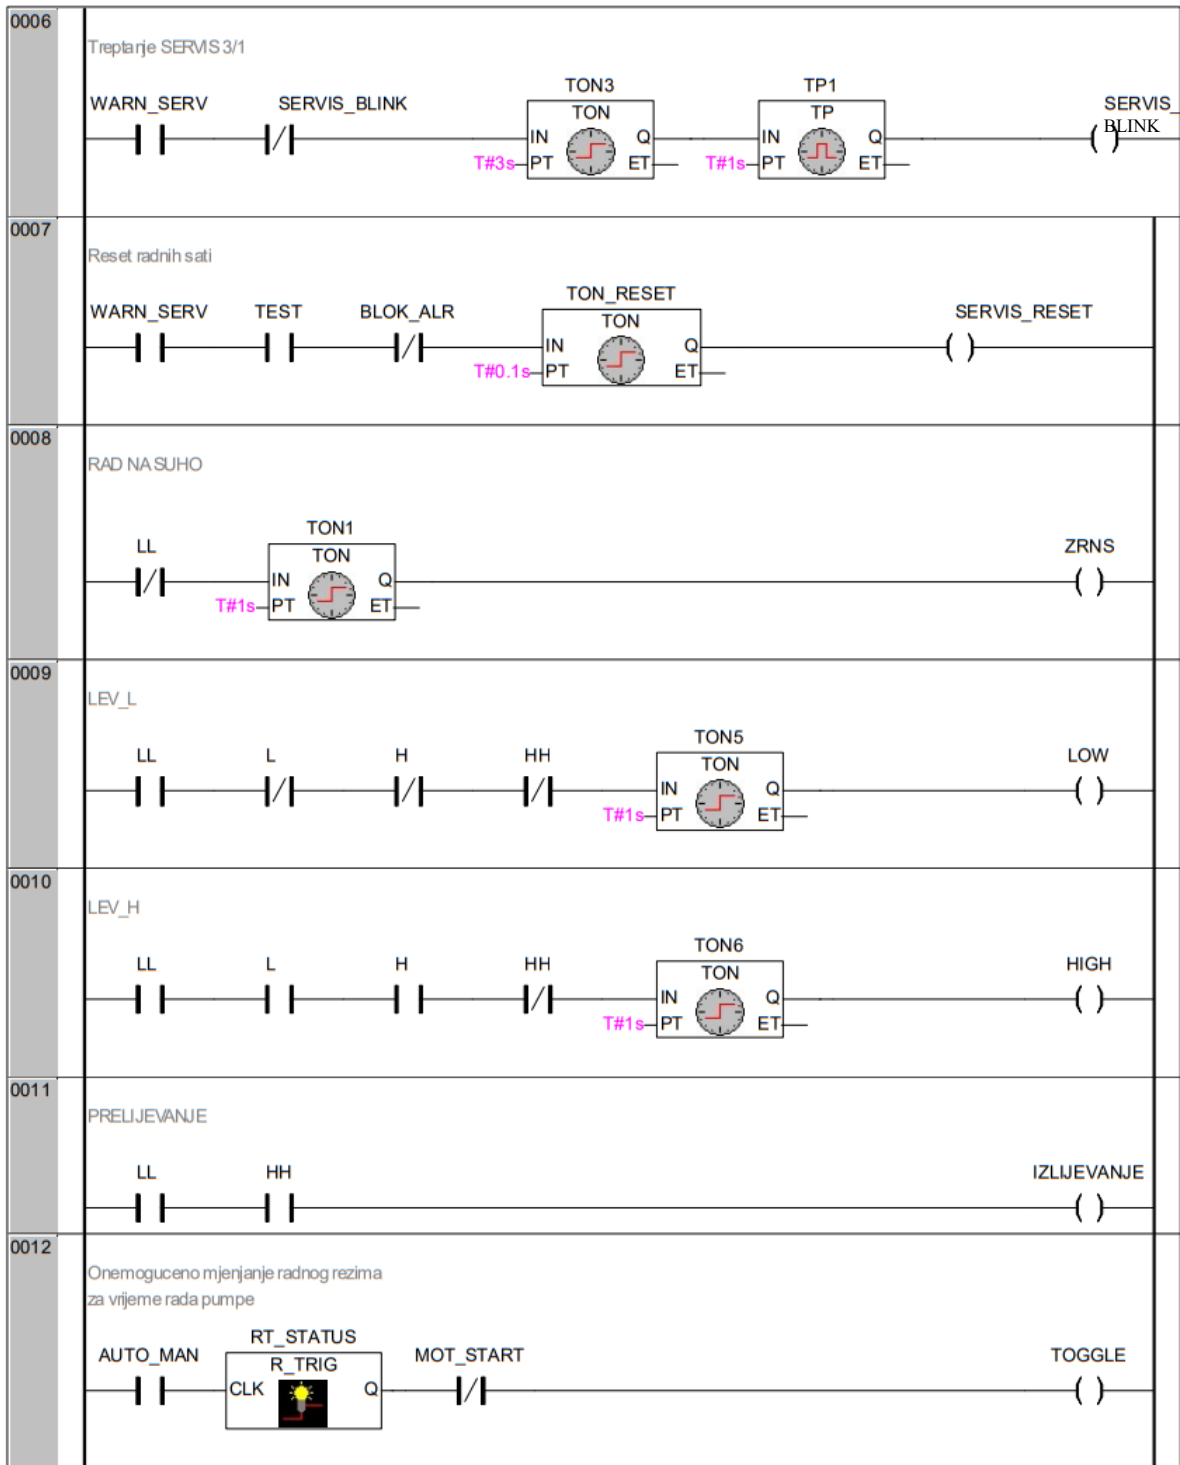 0006
Treptanje SERVIS 3/1
WARN_SERV SERVIS_BLINK TON3 TP1 SERVIS_
BLINK
TON TP
IN Q IN Q
T#3s PT ET T#1s PT ET
0007
Reset radnih sati
WARN_SERV TEST BLOK_ALR TON_RESET SERVIS_RESET
TON
IN Q
T#0.1s PT ET
0008
RAD NA SUHO
LL TON1 ZRNS
TON
IN Q
T#1s PT ET
0009
LEV_L
LL L H HH TON5 LOW
TON
IN Q
T#1s PT ET
0010
LEV_H
LL L H HH TON6 HIGH
TON
IN Q
T#1s PT ET
0011
PRELIJEVANJE
LL HH IZLIJEVANJE
0012
Onemoguceno mjenjanje radnog rezima
za vrijeme rada pumpe
AUTO_MAN RT_STATUS MOT_START TOGGLE
R_TRIG
CLK Q